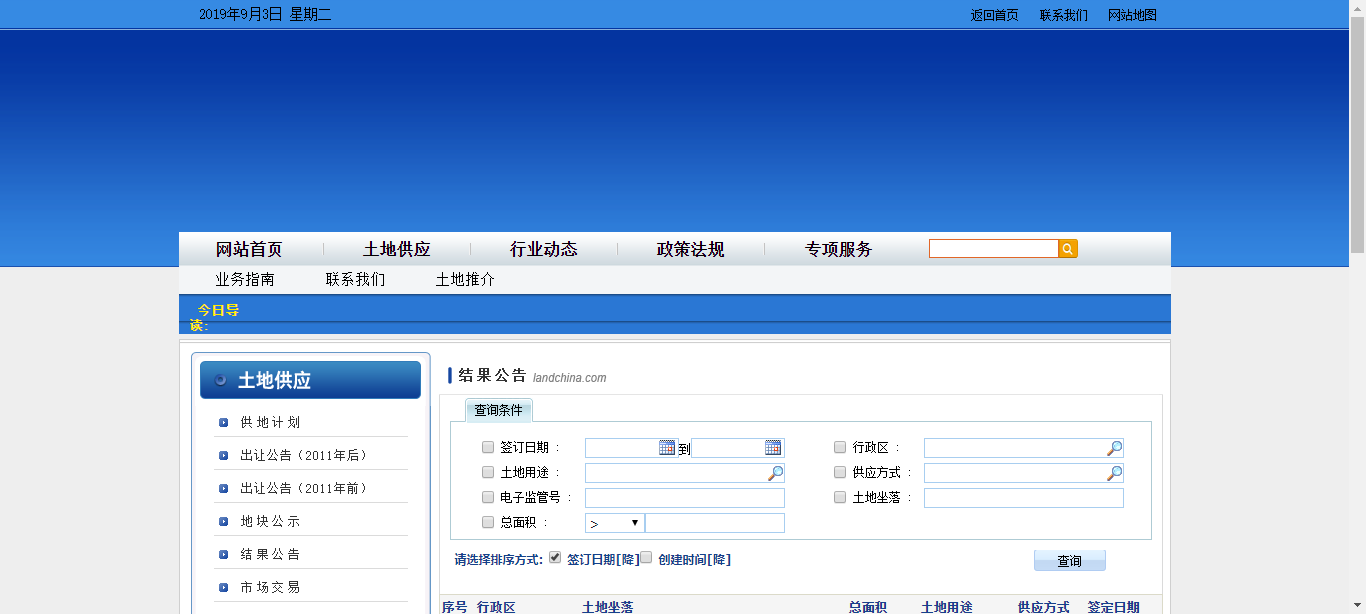 2019年9月3日 星期二
返回首页 联系我们 网站地图
网站首页 土地供应 行业动态 政策法规 专项服务
业务指南 联系我们 土地推介
今日导
读:
土地供应
供地计划
出让公告（2011年后）
出让公告（2011年前）
地块公示
结果公告
市场交易
结果公告 landchina.com
查询条件
签订日期 : 到 行政区 :
土地用途 : 供应方式 :
电子监管号 : 土地坐落 :
总面积 : >
请选择排序方式: 签订日期[降] 创建时间[降] 查询
序号 行政区 土地坐落 总面积 土地用途 供应方式 签定日期